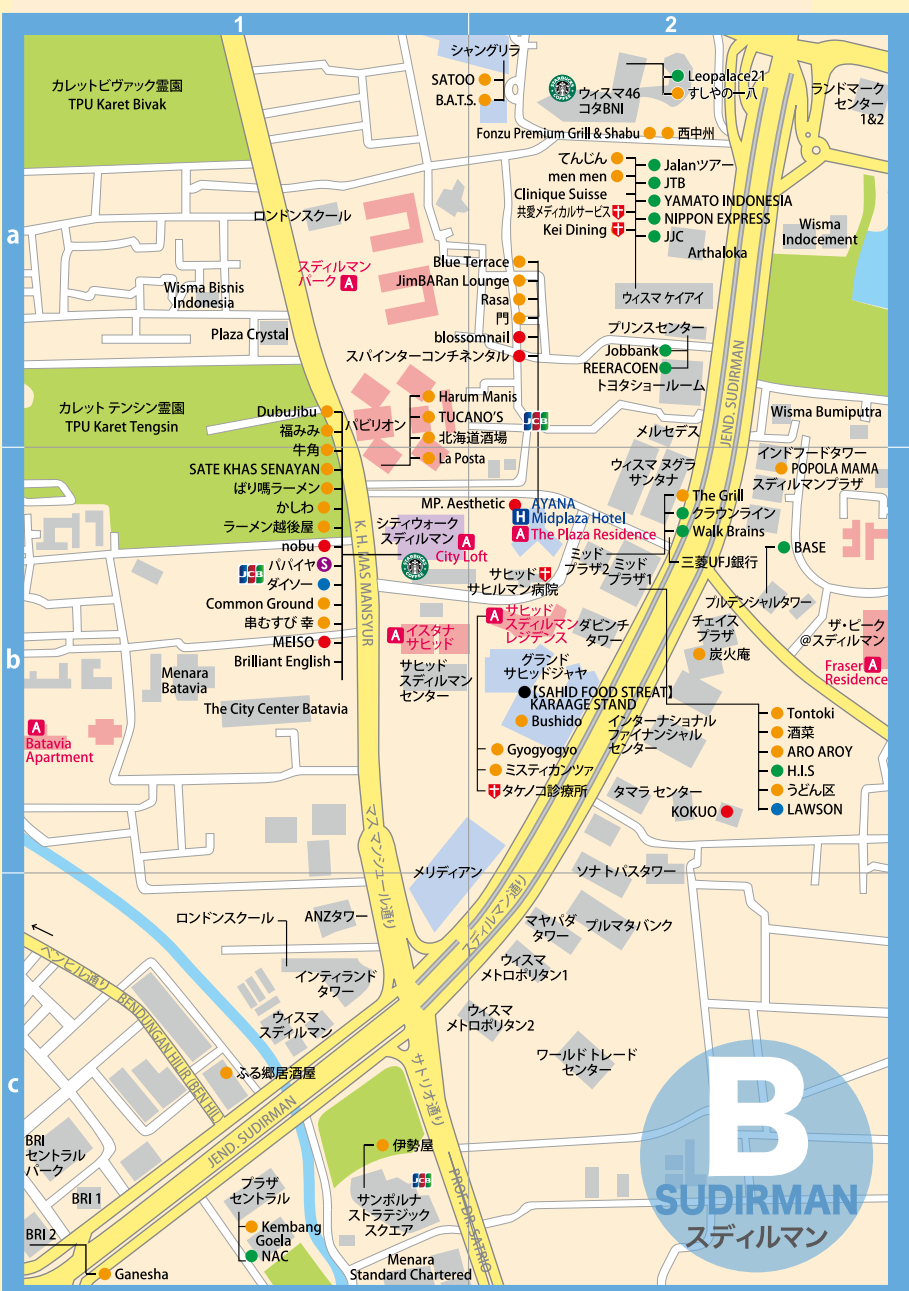 1
2
a
b
c
カレットビヴァック霊園
TPU Karet Bivak
シャングリラ
SATOO
B.A.T.S.
STARBUCKS COFFEE
ウィスマ46
コタBNI
Leopalace21
すしやの一八
ランドマーク
センター
1&2
Fonzu Premium Grill & Shabu
西中州
てんじん
men men
Clinique Suisse
共愛メディカルサービス
Kei Dining
Jalanツアー
JTB
YAMATO INDONESIA
NIPPON EXPRESS
JJC
Arthaloka
ウィスマ ケイアイ
Wisma
Indocement
ロンドンスクール
スディルマン
パーク A
Wisma Bisnis
Indonesia
Plaza Crystal
Blue Terrace
JimBARan Lounge
Rasa
門
blossomnail
スパインターコンチネンタル
プリンスセンター
Jobbank
REERACOEN
トヨタショールーム
JEND. SUDIRMAN
カレット テンシン霊園
TPU Karet Tengsin
DubuJibu
福みみ
牛角
SATE KHAS SENAYAN
ばり嗎ラーメン
かしわ
ラーメン越後屋
nobu
パパイヤ S
JCB
ダイソー
Common Ground
串むすび 幸
MEISO
Brilliant English
パビリオン
Harum Manis
TUCANO'S
北海道酒場
La Posta
JCB
メルセデス
Wisma Bumiputra
インドフードタワー
POPOLA MAMA
スディルマンプラザ
ウィスマ ヌグラ
サンタナ
The Grill
クラウンライン
Walk Brains
三菱UFJ銀行
BASE
プルデンシャルタワー
MP. Aesthetic
AYANA
H Midplaza Hotel
A The Plaza Residence
シティウォーク
スディルマン
A
City Loft
STARBUCKS COFFEE
K. H. MAS MANSYUR
ミッド
プラザ2
ミッド
プラザ1
サヒッド
サヒルマン病院
A サヒッド
スディルマン
レジデンス
ダビンチ
タワー
チェイス
プラザ
炭火庵
ザ・ピーク
@スディルマン
Fraser A
Residence
A イスタナ
サヒッド
サヒッド
スディルマン
センター
グランド
サヒッドジャヤ
【SAHID FOOD STREAT】
KARAAGE STAND
Bushido
Gyogyogyo
ミスティカンツァ
タケノコ診療所
インターナショナル
ファイナンシャル
センター
Menara
Batavia
The City Center Batavia
A
Batavia
Apartment
Tontoki
酒菜
ARO AROY
H.I.S
うどん区
LAWSON
タマラ センター
KOKUO
マス マンシュール通り
メリディアン
スディルマン通り
ソナトパスタワー
マヤパダ
タワー
プルマタバンク
ウィスマ
メトロポリタン1
ウィスマ
メトロポリタン2
ワールド トレード
センター
ロンドンスクール
ANZタワー
インティランド
タワー
ウィスマ
スディルマン
ベンヒル通り BENDUNGAN HILIR (BEN HIL)
ふる郷居酒屋
JEND. SUDIRMAN
サトリオ通り
PROF. DR. SATRIO
伊勢屋
JCB
サンポルナ
ストラテジック
スクエア
Menara
Standard Chartered
BRI
セントラル
パーク
BRI 1
BRI 2
Ganesha
プラザ
セントラル
Kembang
Goela
NAC
B
SUDIRMAN
スディルマン